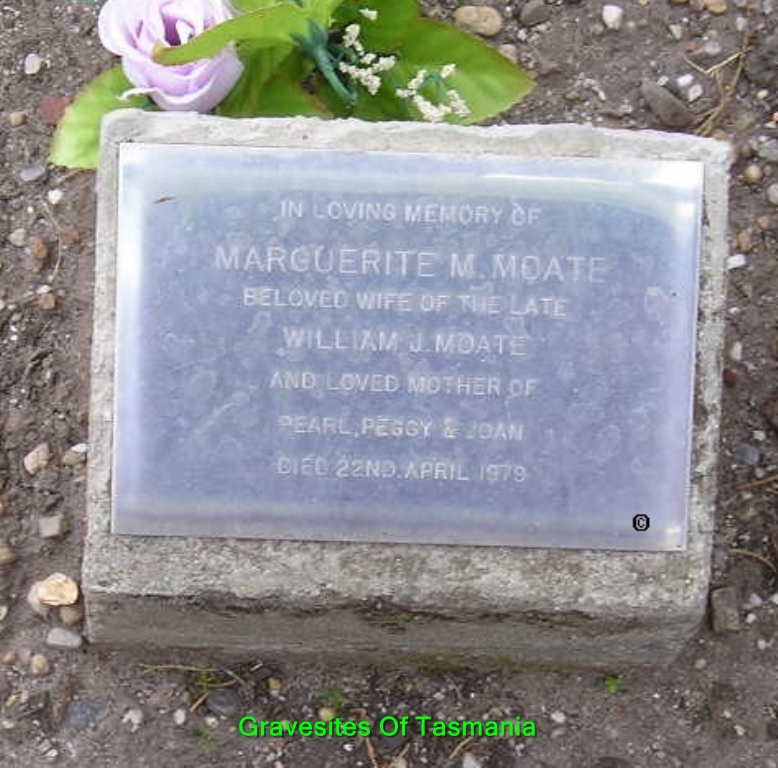 IN LOVING MEMORY OF
MARGUERITE M. MOATE
BELOVED WIFE OF THE LATE
WILLIAM J. MOATE
AND LOVED MOTHER OF
PEARL, PEGGY & JOAN
DIED 22ND. APRIL 1979
©
Gravesites Of Tasmania